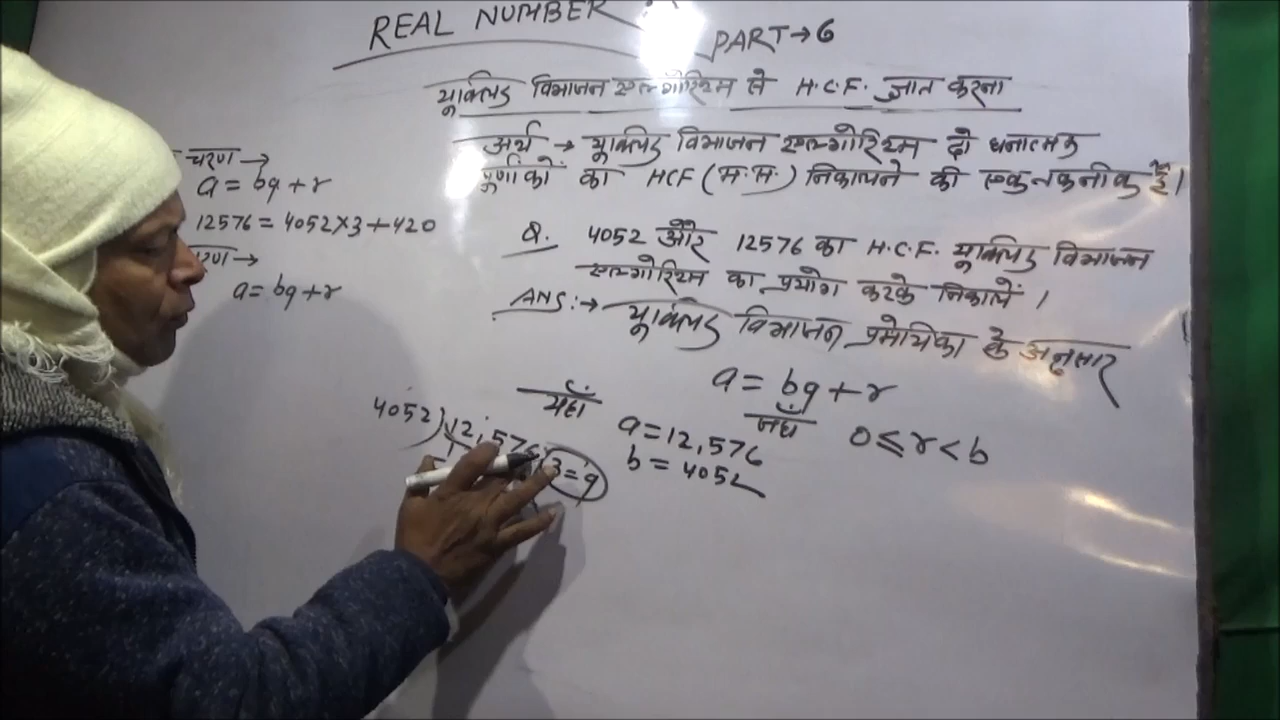 REAL NUMBER
PART→6
यूक्लिड विभाजन एल्गोरिथ्म से H.C.F. ज्ञात करना
अर्थ → यूक्लिड विभाजन एल्गोरिथ्म दो धनात्मक
पूर्णांकों का HCF (म.स.) निकालने की एक तकनीक है।
Q. 4052 और 12576 का H.C.F. यूक्लिड विभाजन
एल्गोरिथ्म का प्रयोग करके निकालें।
ANS:→ यूक्लिड विभाजन प्रमेयिका के अनुसार
a = bq + r
जहाँ 0 ≤ r < b
यहाँ a = 12,576
b = 4052
4052)12,576
3 = q
चरण →
a = bq + r
12576 = 4052×3 + 420
चरण →
a = bq + r